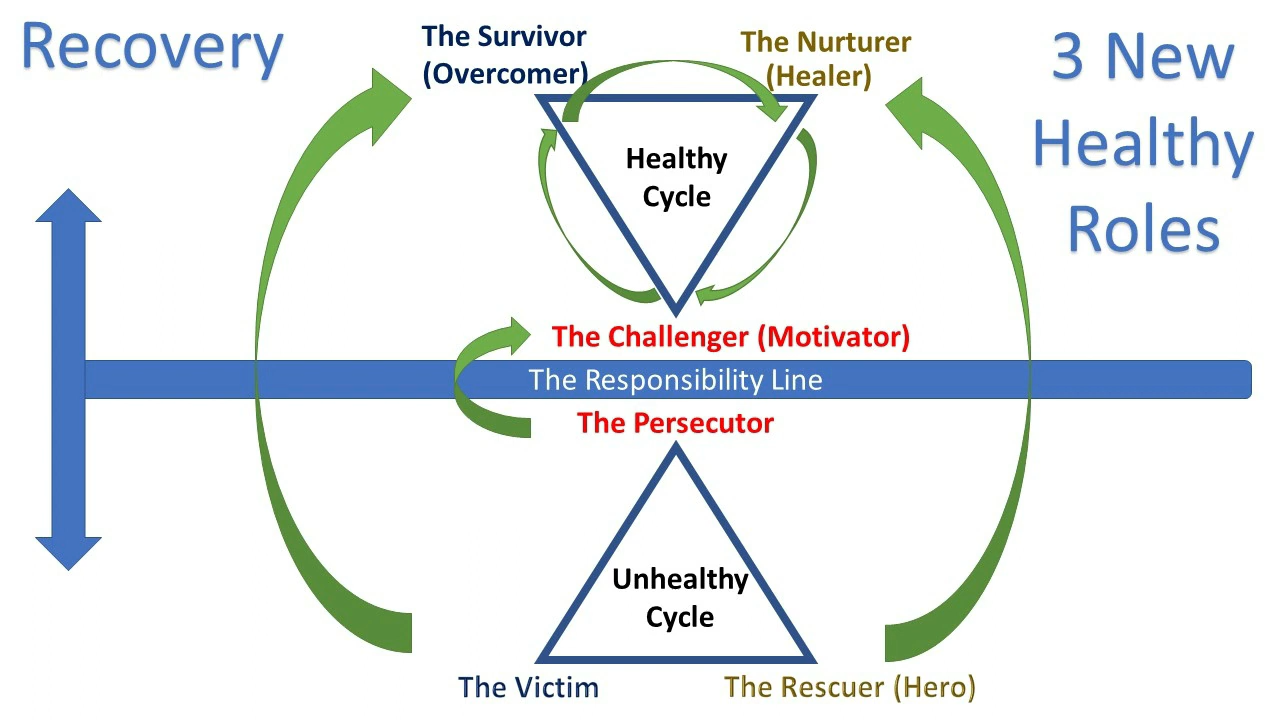 Recovery
The Survivor
(Overcomer)
The Nurturer
(Healer)
3 New
Healthy
Roles
Healthy
Cycle
The Challenger (Motivator)
The Responsibility Line
The Persecutor
Unhealthy
Cycle
The Victim
The Rescuer (Hero)